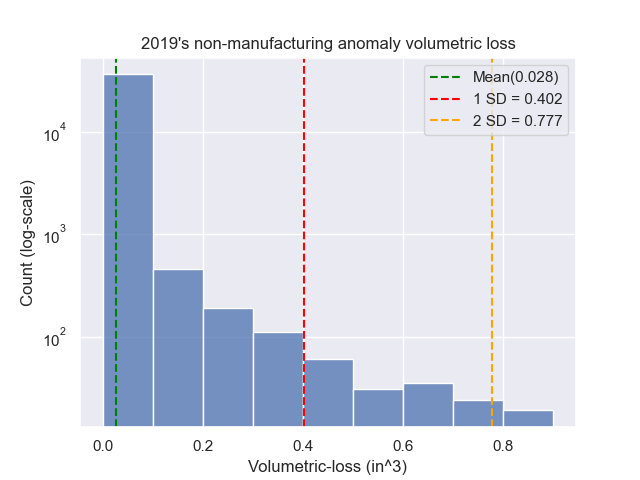 2019's non-manufacturing anomaly volumetric loss
Mean(0.028)
1 SD = 0.402
2 SD = 0.777
Count (log-scale)
10^4
10^3
10^2
0.0 0.2 0.4 0.6 0.8
Volumetric-loss (in^3)